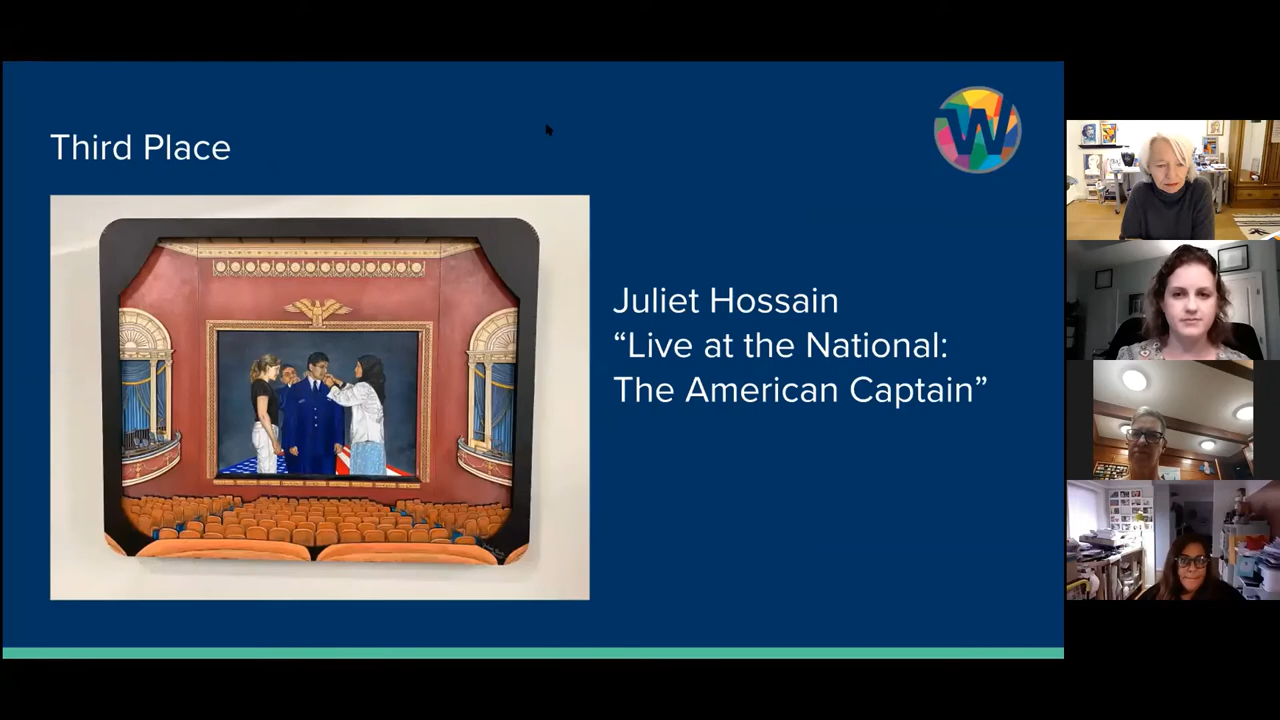 Third Place
W
Juliet Hossain
“Live at the National:
The American Captain”